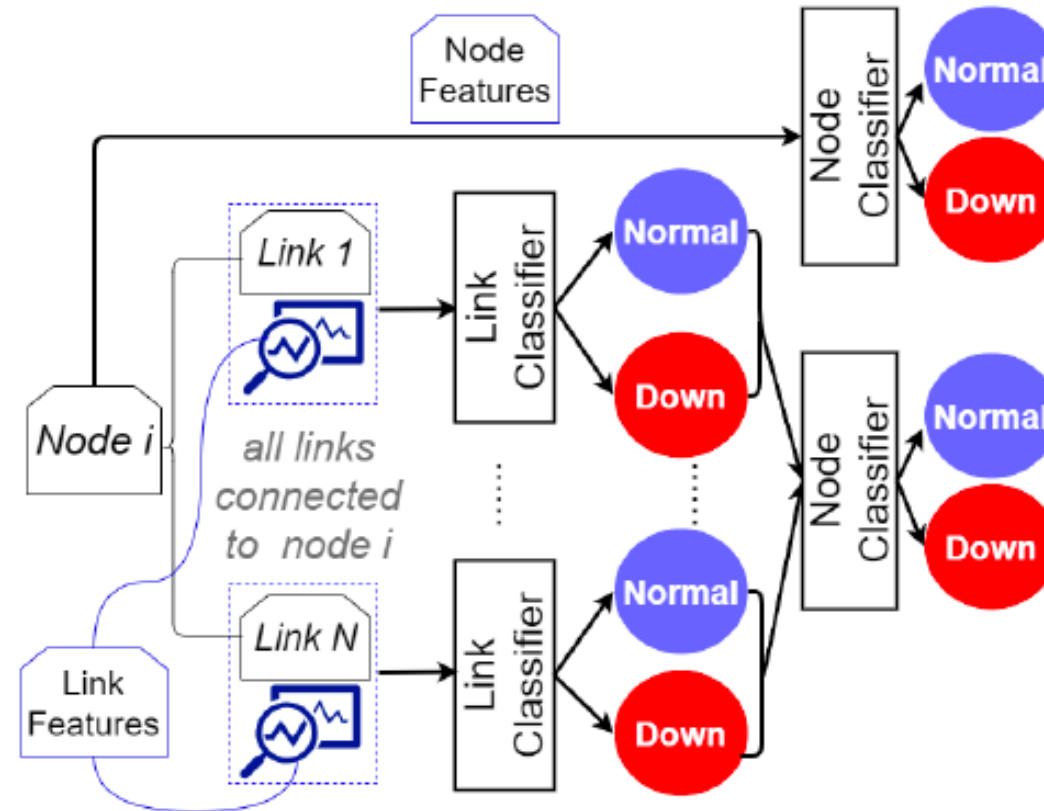 Node
Features
Node
Classifier
Normal
Down
Link 1
Link
Classifier
Normal
Down
Node i
all links
connected
to node i
Node
Classifier
Normal
Down
Link N
Link
Classifier
Normal
Down
Link
Features